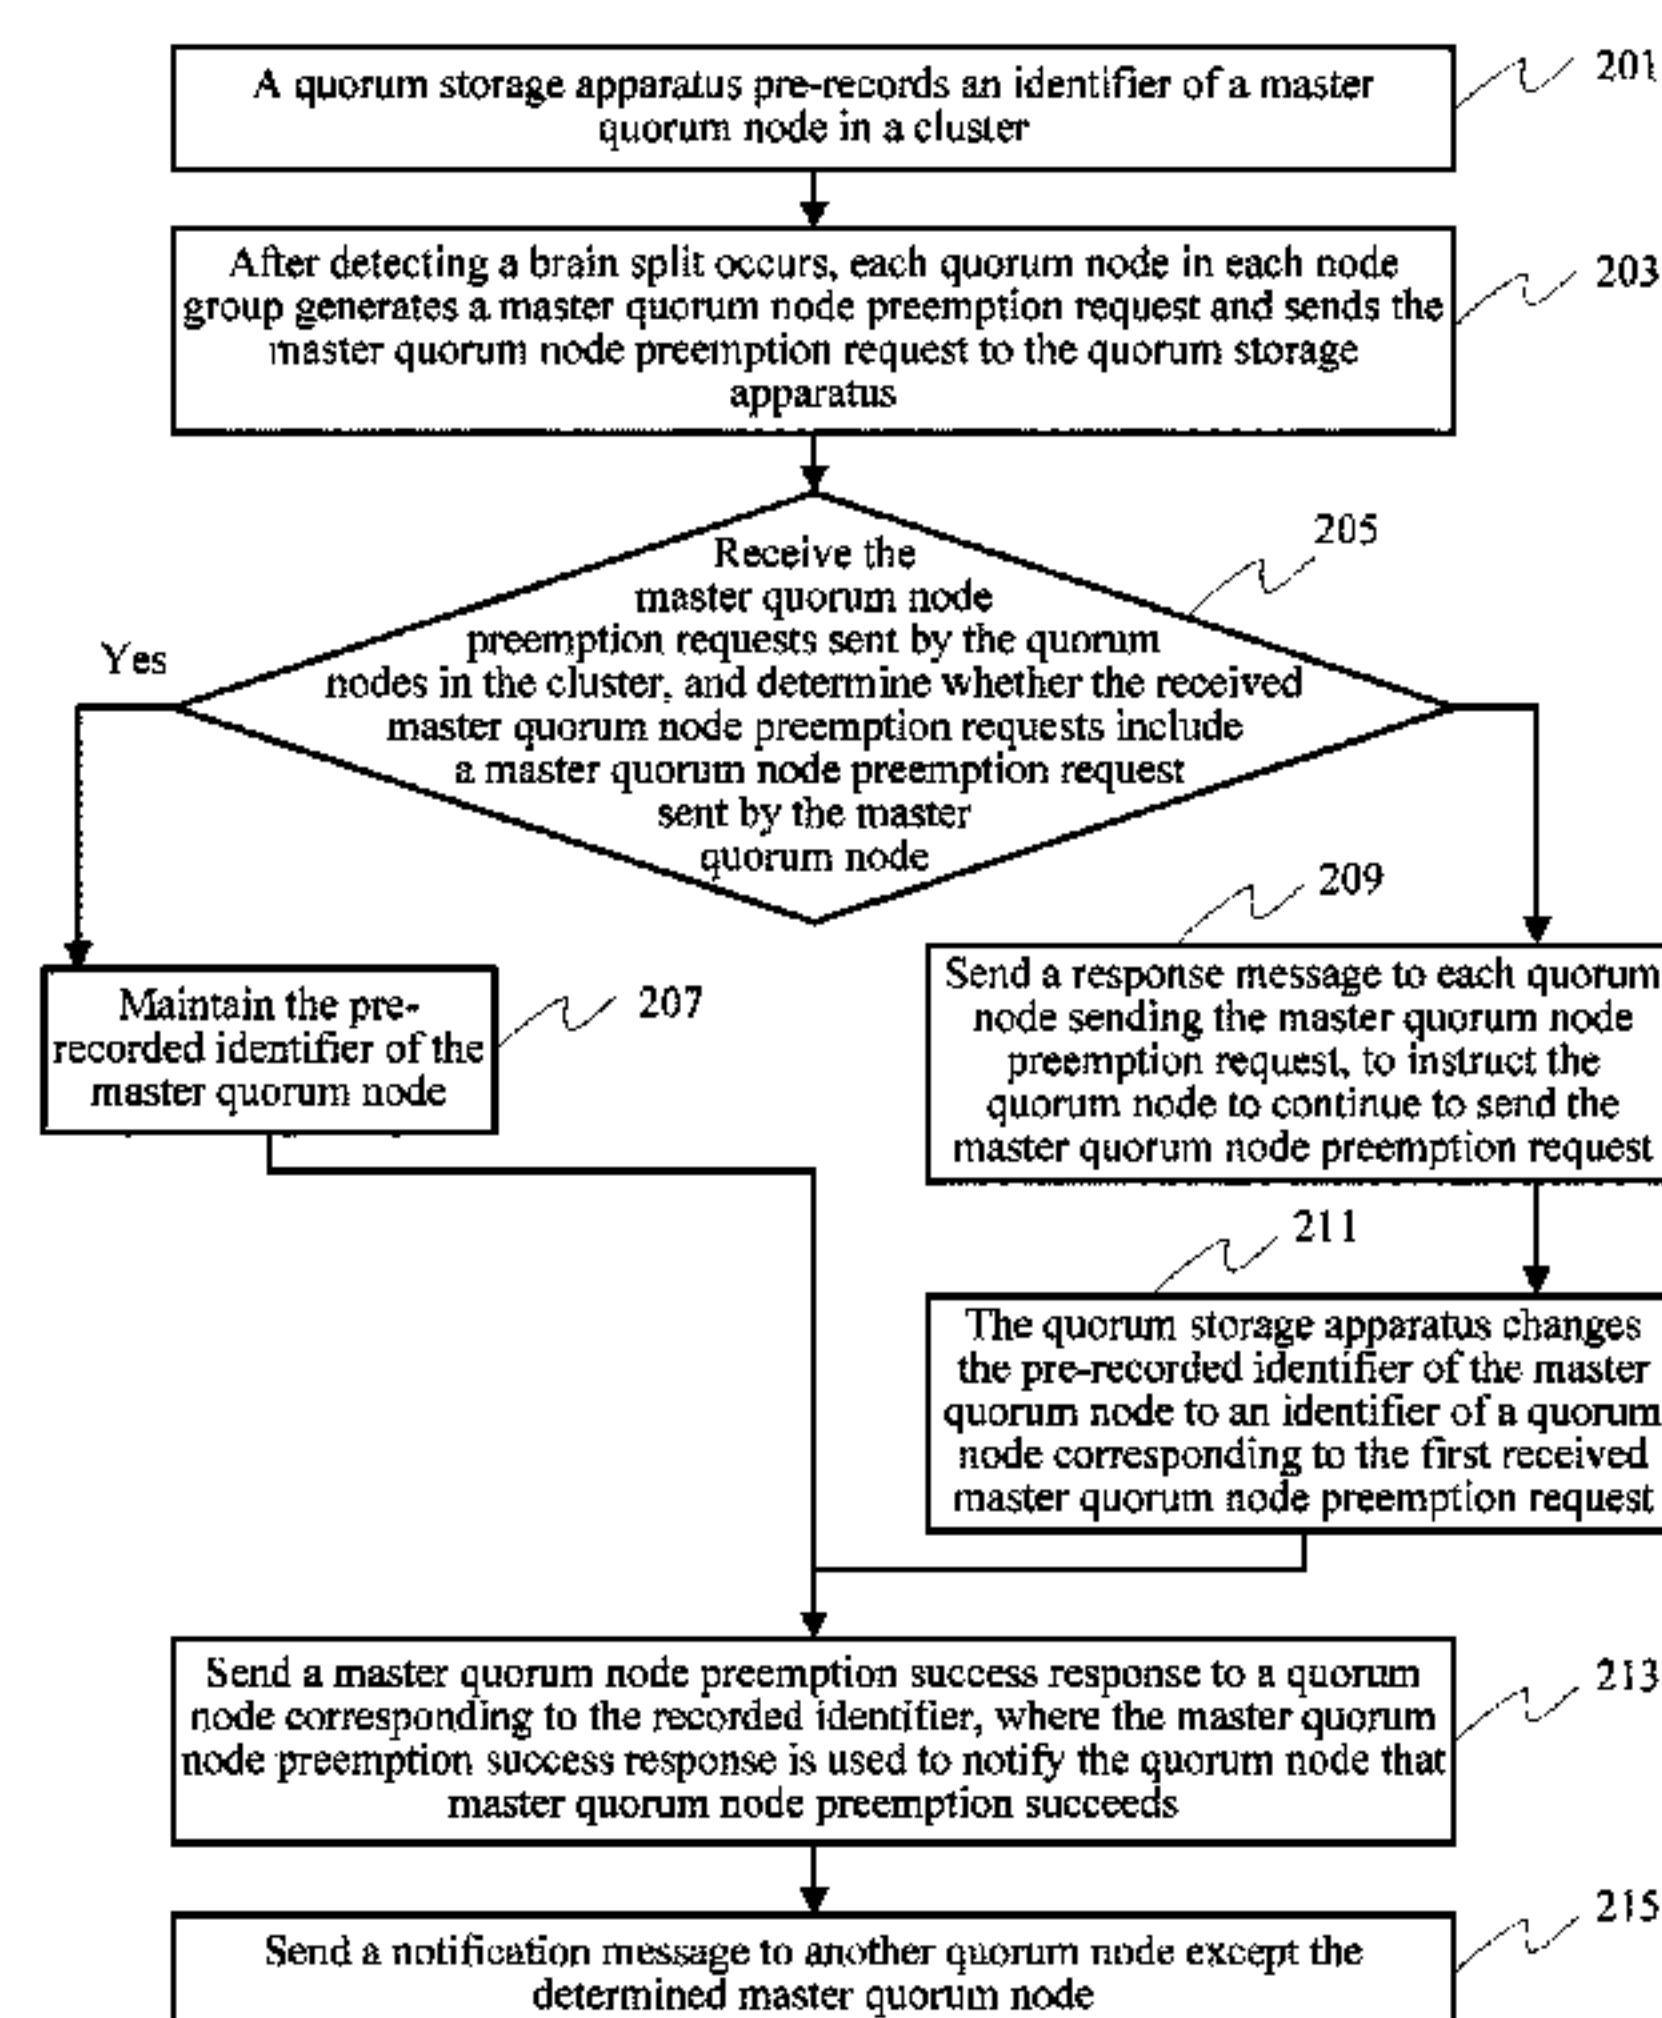 A quorum storage apparatus pre-records an identifier of a master
quorum node in a cluster
201
After detecting a brain split occurs, each quorum node in each node
group generates a master quorum node preemption request and sends the
master quorum node preemption request to the quorum storage
apparatus
203
Receive the
master quorum node
preemption requests sent by the quorum
nodes in the cluster, and determine whether the received
master quorum node preemption requests include
a master quorum node preemption request
sent by the master
quorum node
205
Yes
Maintain the pre-
recorded identifier of the
master quorum node
207
209
Send a response message to each quorum
node sending the master quorum node
preemption request, to instruct the
quorum node to continue to send the
master quorum node preemption request
211
The quorum storage apparatus changes
the pre-recorded identifier of the master
quorum node to an identifier of a quorum
node corresponding to the first received
master quorum node preemption request
Send a master quorum node preemption success response to a quorum
node corresponding to the recorded identifier, where the master quorum
node preemption success response is used to notify the quorum node that
master quorum node preemption succeeds
213
Send a notification message to another quorum node except the
determined master quorum node
215